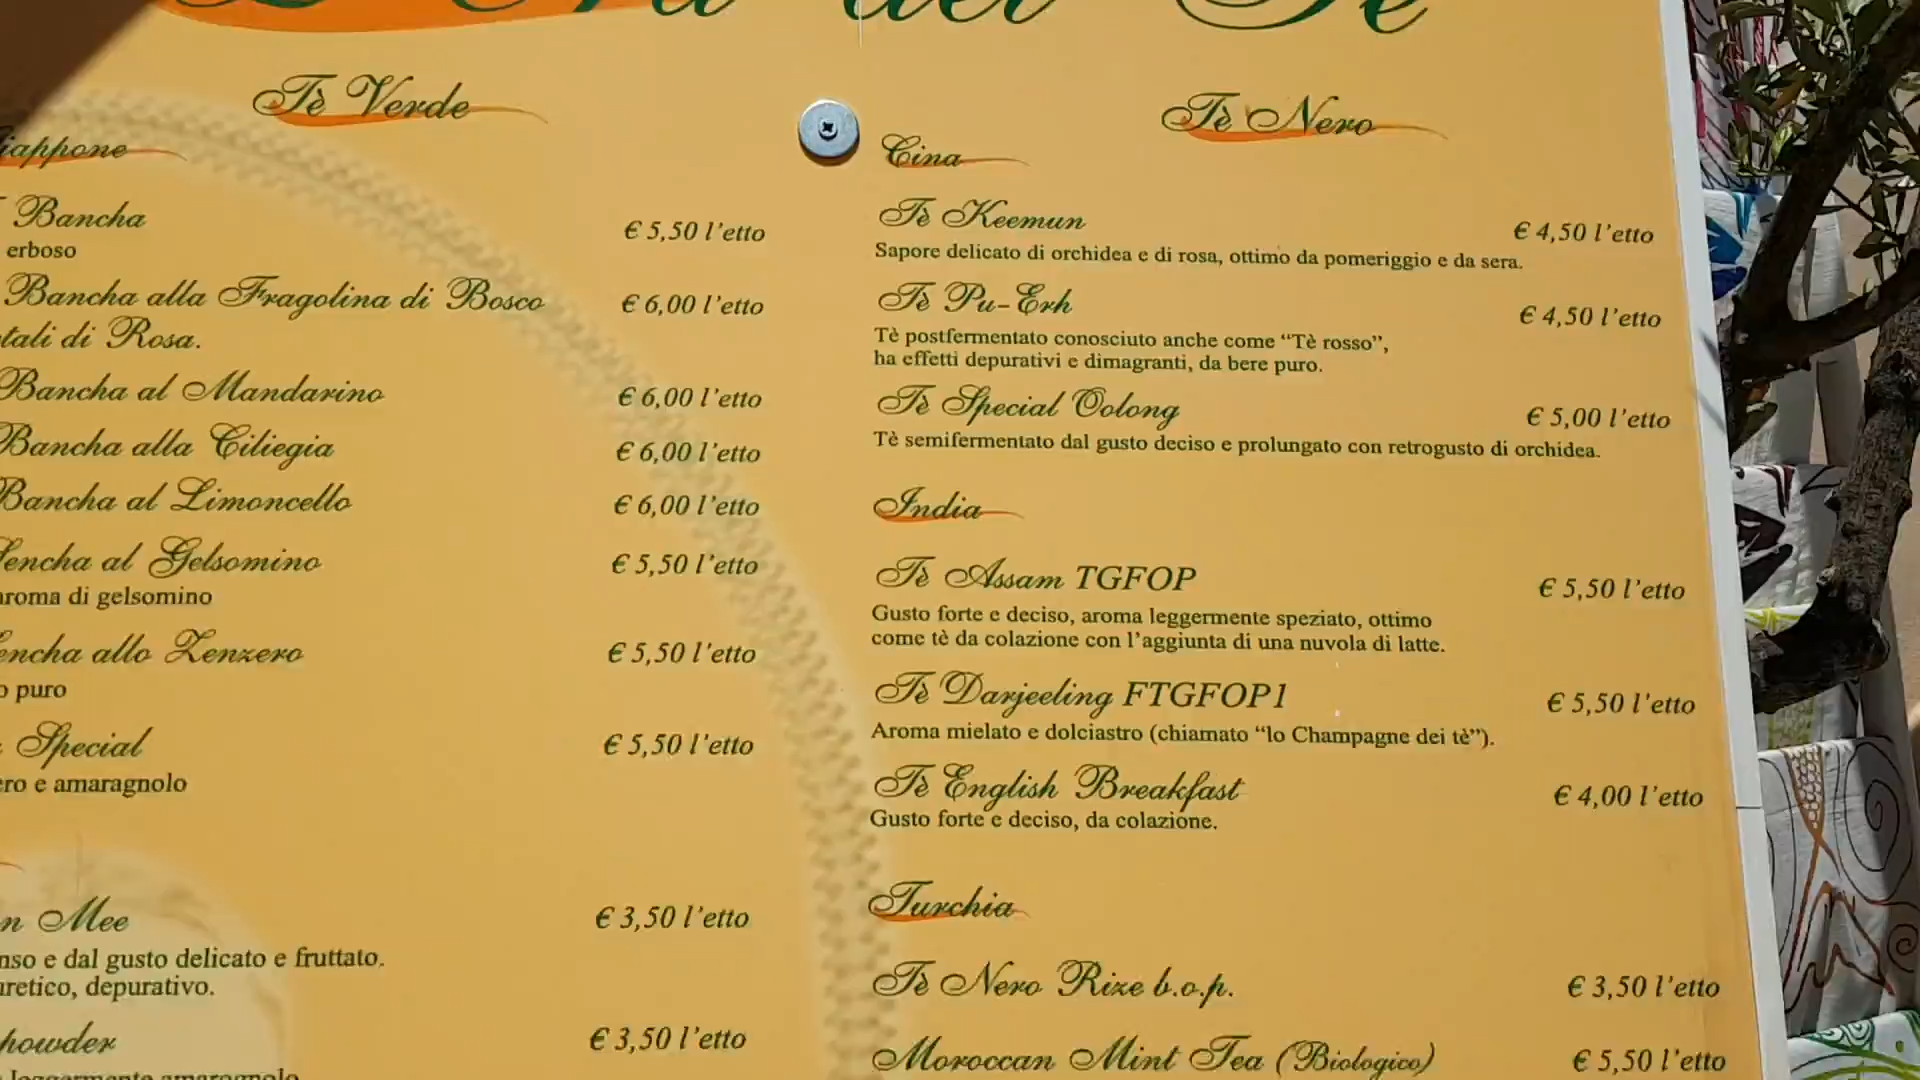 del Tè
Tè Verde
Giappone
Bancha € 5,50 l'etto
erboso
Bancha alla Fragolina di Bosco € 6,00 l'etto
di Rosa.
Bancha al Mandarino € 6,00 l'etto
Bancha alla Ciliegia € 6,00 l'etto
Bancha al Limoncello € 6,00 l'etto
Sencha al Gelsomino € 5,50 l'etto
aroma di gelsomino
allo Zenzero € 5,50 l'etto
puro
Special € 5,50 l'etto
e amaragnolo
Mee € 3,50 l'etto
e dal gusto delicato e fruttato.
depurativo.
€ 3,50 l'etto
leggermente amaragnolo
Tè Nero
Cina
Tè Keemun € 4,50 l'etto
Sapore delicato di orchidea e di rosa, ottimo da pomeriggio e da sera.
Tè Pu-Erh € 4,50 l'etto
Tè postfermentato conosciuto anche come “Tè rosso”,
ha effetti depurativi e dimagranti, da bere puro.
Tè Special Oolong € 5,00 l'etto
Tè semifermentato dal gusto deciso e prolungato con retrogusto di orchidea.
India
Tè Assam TGFOP € 5,50 l'etto
Gusto forte e deciso, aroma leggermente speziato, ottimo
come tè da colazione con l'aggiunta di una nuvola di latte.
Tè Darjeeling FTGFOP1 € 5,50 l'etto
Aroma mielato e dolciastro (chiamato “lo Champagne dei tè”).
Tè English Breakfast € 4,00 l'etto
Gusto forte e deciso, da colazione.
Turchia
Tè Nero Rize b.o.p. € 3,50 l'etto
Moroccan Mint Tea (Biologico) € 5,50 l'etto